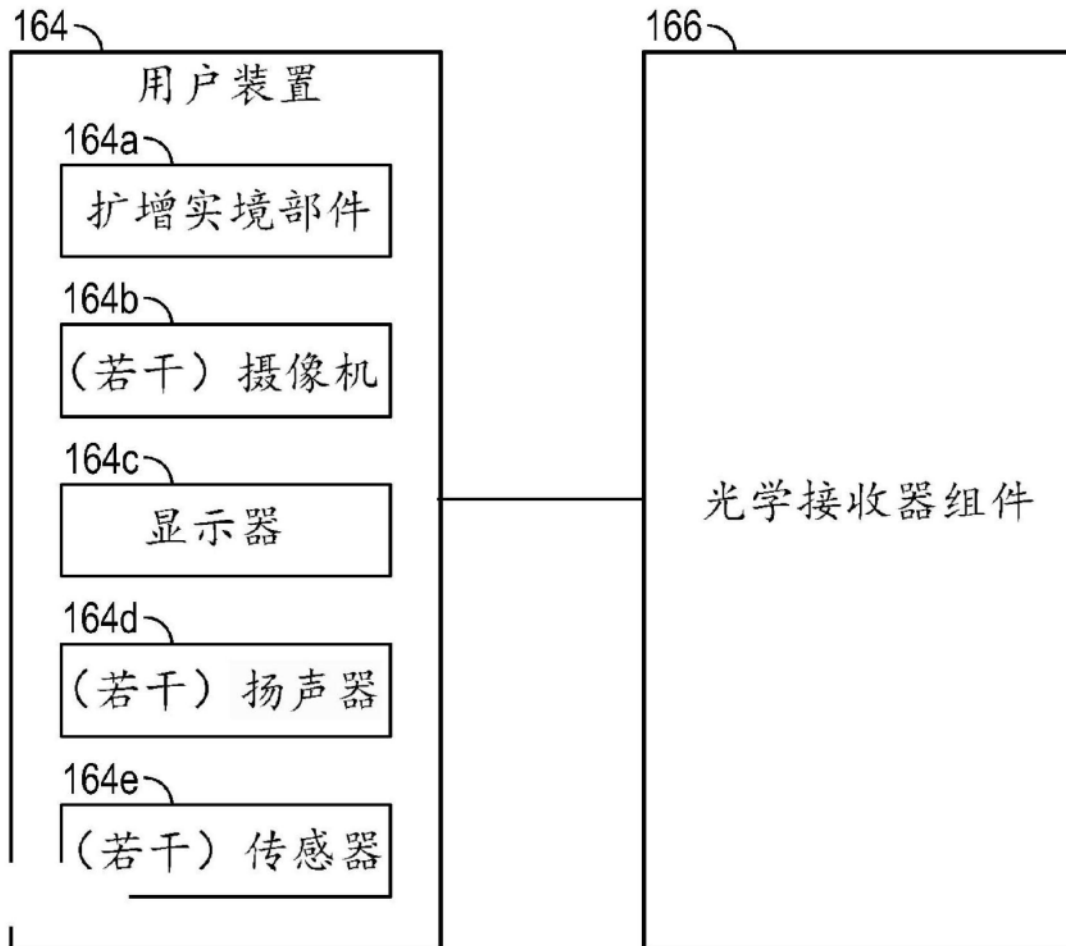 164
用户装置
164a
扩增实境部件
164b
（若干）摄像机
164c
显示器
164d
（若干）扬声器
164e
（若干）传感器
166
光学接收器组件